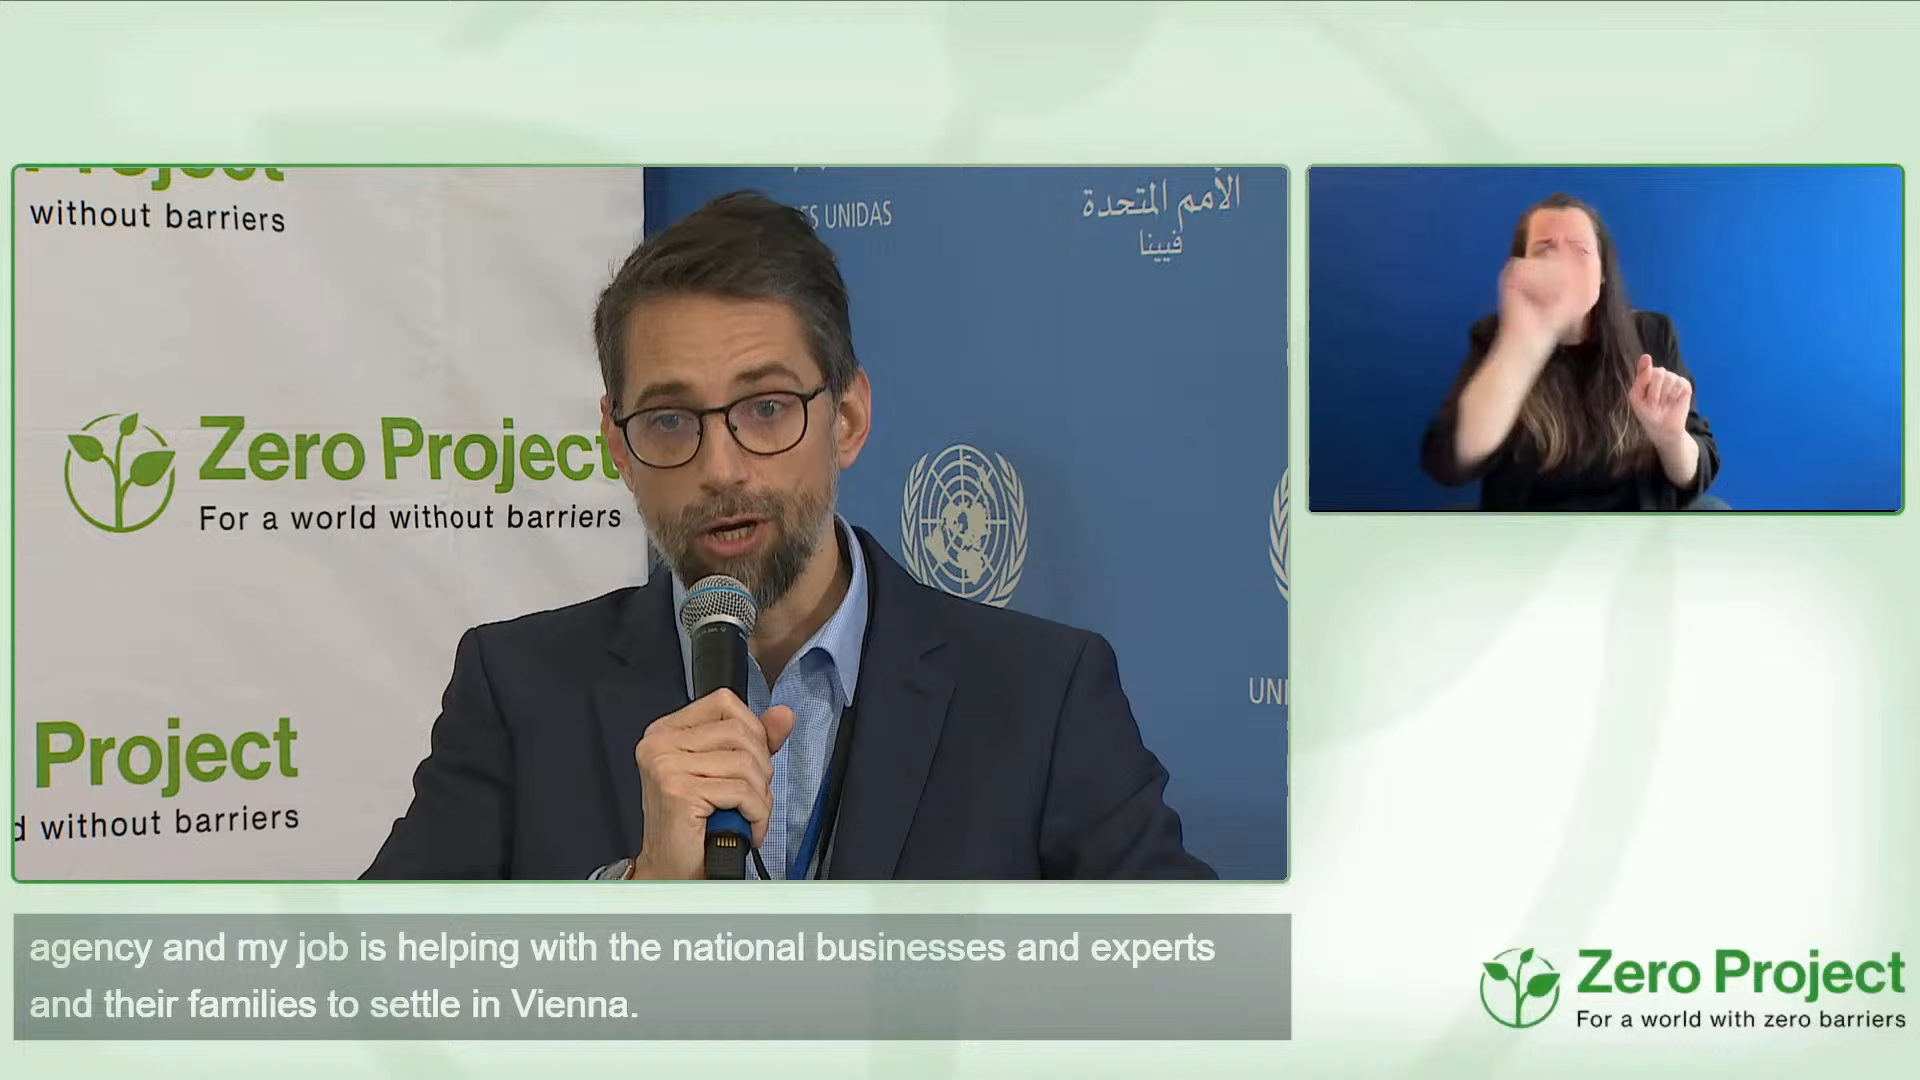 Project
without barriers
Zero Project
For a world without barriers
Project
d without barriers
ES UNIDAS
الأمم المتحدة
فيينا
UNI
agency and my job is helping with the national businesses and experts
and their families to settle in Vienna.
Zero Project
For a world with zero barriers